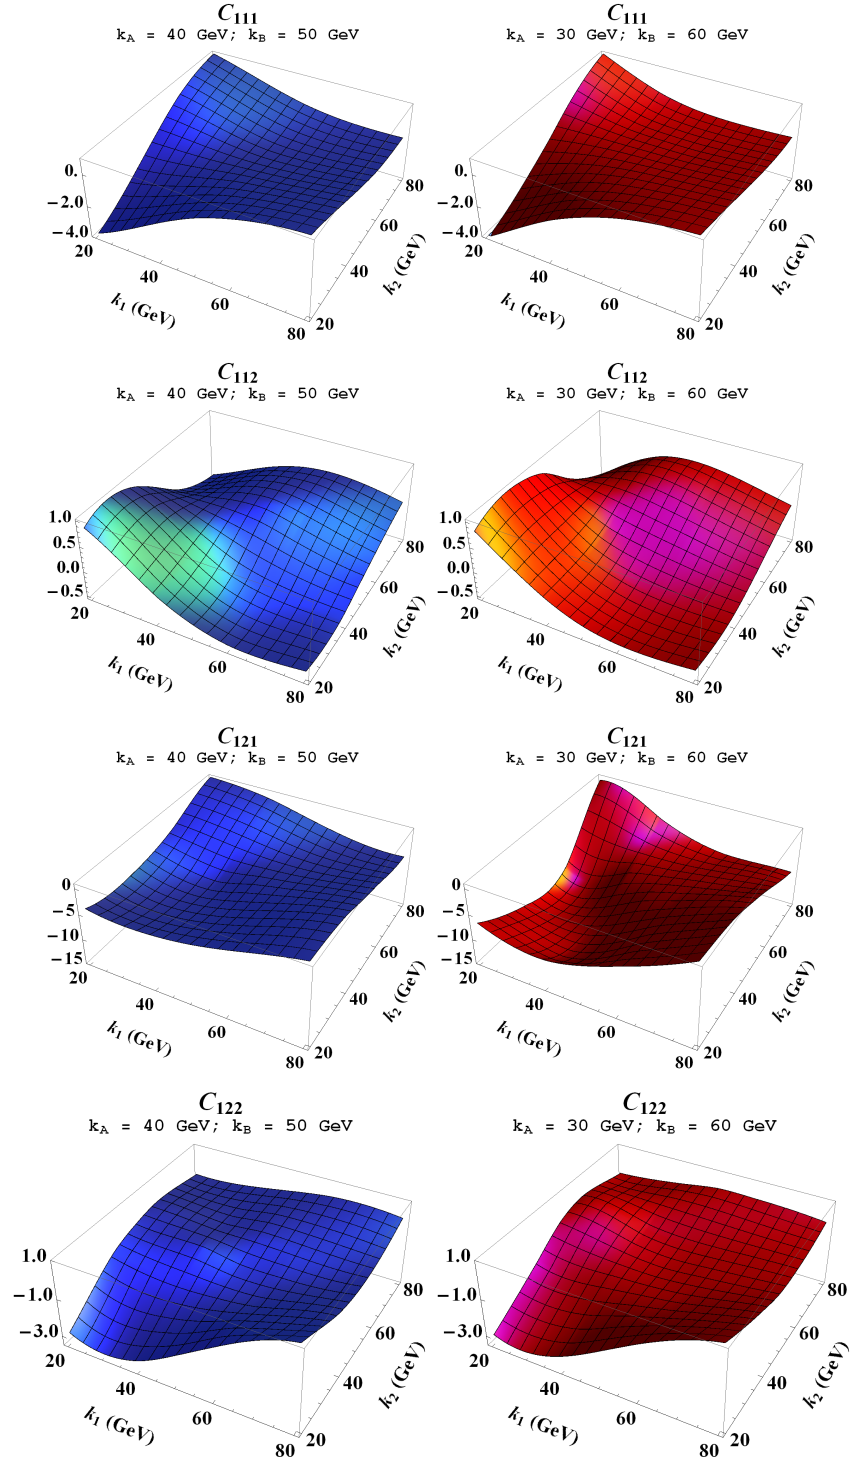 C111
kA = 40 GeV; kB = 50 GeV
0.
−2.0
−4.0
20
40
60
80
k1 (GeV)
20
40
60
80
k2 (GeV)
C111
kA = 30 GeV; kB = 60 GeV
0.
−2.0
−4.0
20
40
60
80
k1 (GeV)
20
40
60
80
k2 (GeV)
C112
kA = 40 GeV; kB = 50 GeV
1.0
0.5
0.0
−0.5
20
40
60
80
k1 (GeV)
20
40
60
80
k2 (GeV)
C112
kA = 30 GeV; kB = 60 GeV
1.0
0.5
0.0
−0.5
20
40
60
80
k1 (GeV)
20
40
60
80
k2 (GeV)
C121
kA = 40 GeV; kB = 50 GeV
0
−5
−10
−15
20
40
60
80
k1 (GeV)
20
40
60
80
k2 (GeV)
C121
kA = 30 GeV; kB = 60 GeV
0
−5
−10
−15
20
40
60
80
k1 (GeV)
20
40
60
80
k2 (GeV)
C122
kA = 40 GeV; kB = 50 GeV
1.0
−1.0
−3.0
20
40
60
80
k1 (GeV)
20
40
60
80
k2 (GeV)
C122
kA = 30 GeV; kB = 60 GeV
1.0
−1.0
−3.0
20
40
60
80
k1 (GeV)
20
40
60
80
k2 (GeV)